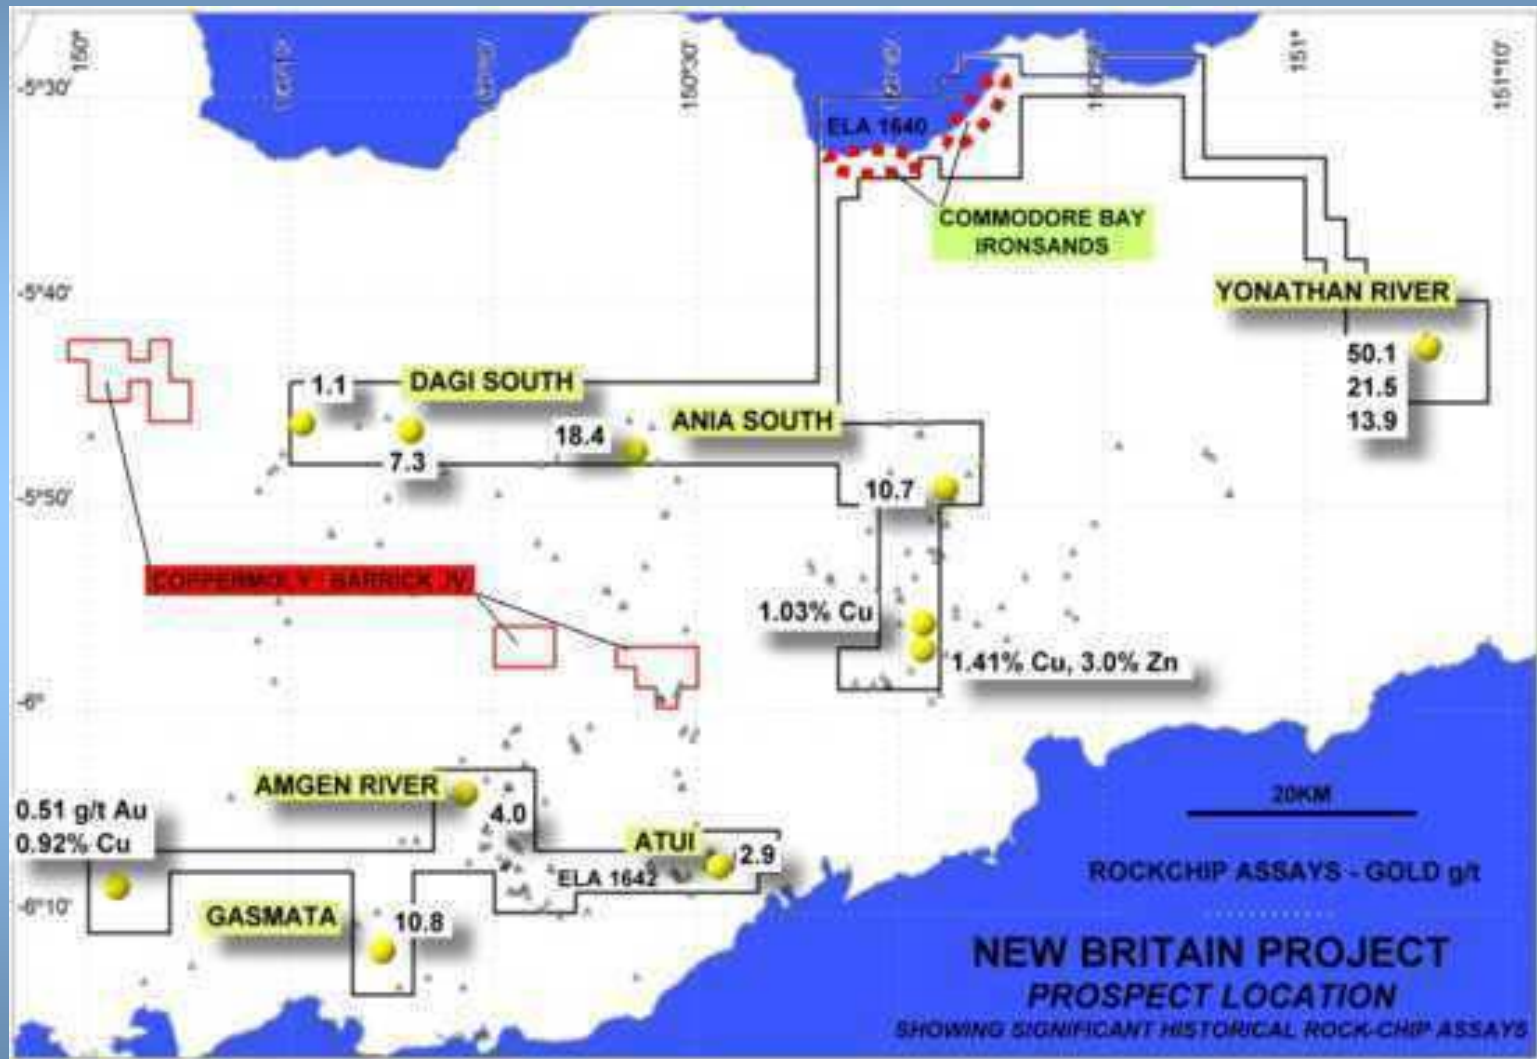 150°
150°30'
151°
151°10'
-5°30'
ELA 1640
COMMODORE BAY
IRONSANDS
-5°40'
YONATHAN RIVER
50.1
21.5
13.9
1.1
DAGI SOUTH
ANIA SOUTH
18.4
7.3
-5°50'
10.7
COPPERMOLY BARRICK JV
1.03% Cu
1.41% Cu, 3.0% Zn
-6°
AMGEN RIVER
4.0
0.51 g/t Au
0.92% Cu
ATUI
2.9
ELA 1642
-6°10'
GASMATA
10.8
20KM
ROCKCHIP ASSAYS - GOLD g/t
NEW BRITAIN PROJECT
PROSPECT LOCATION
SHOWING SIGNIFICANT HISTORICAL ROCK-CHIP ASSAYS